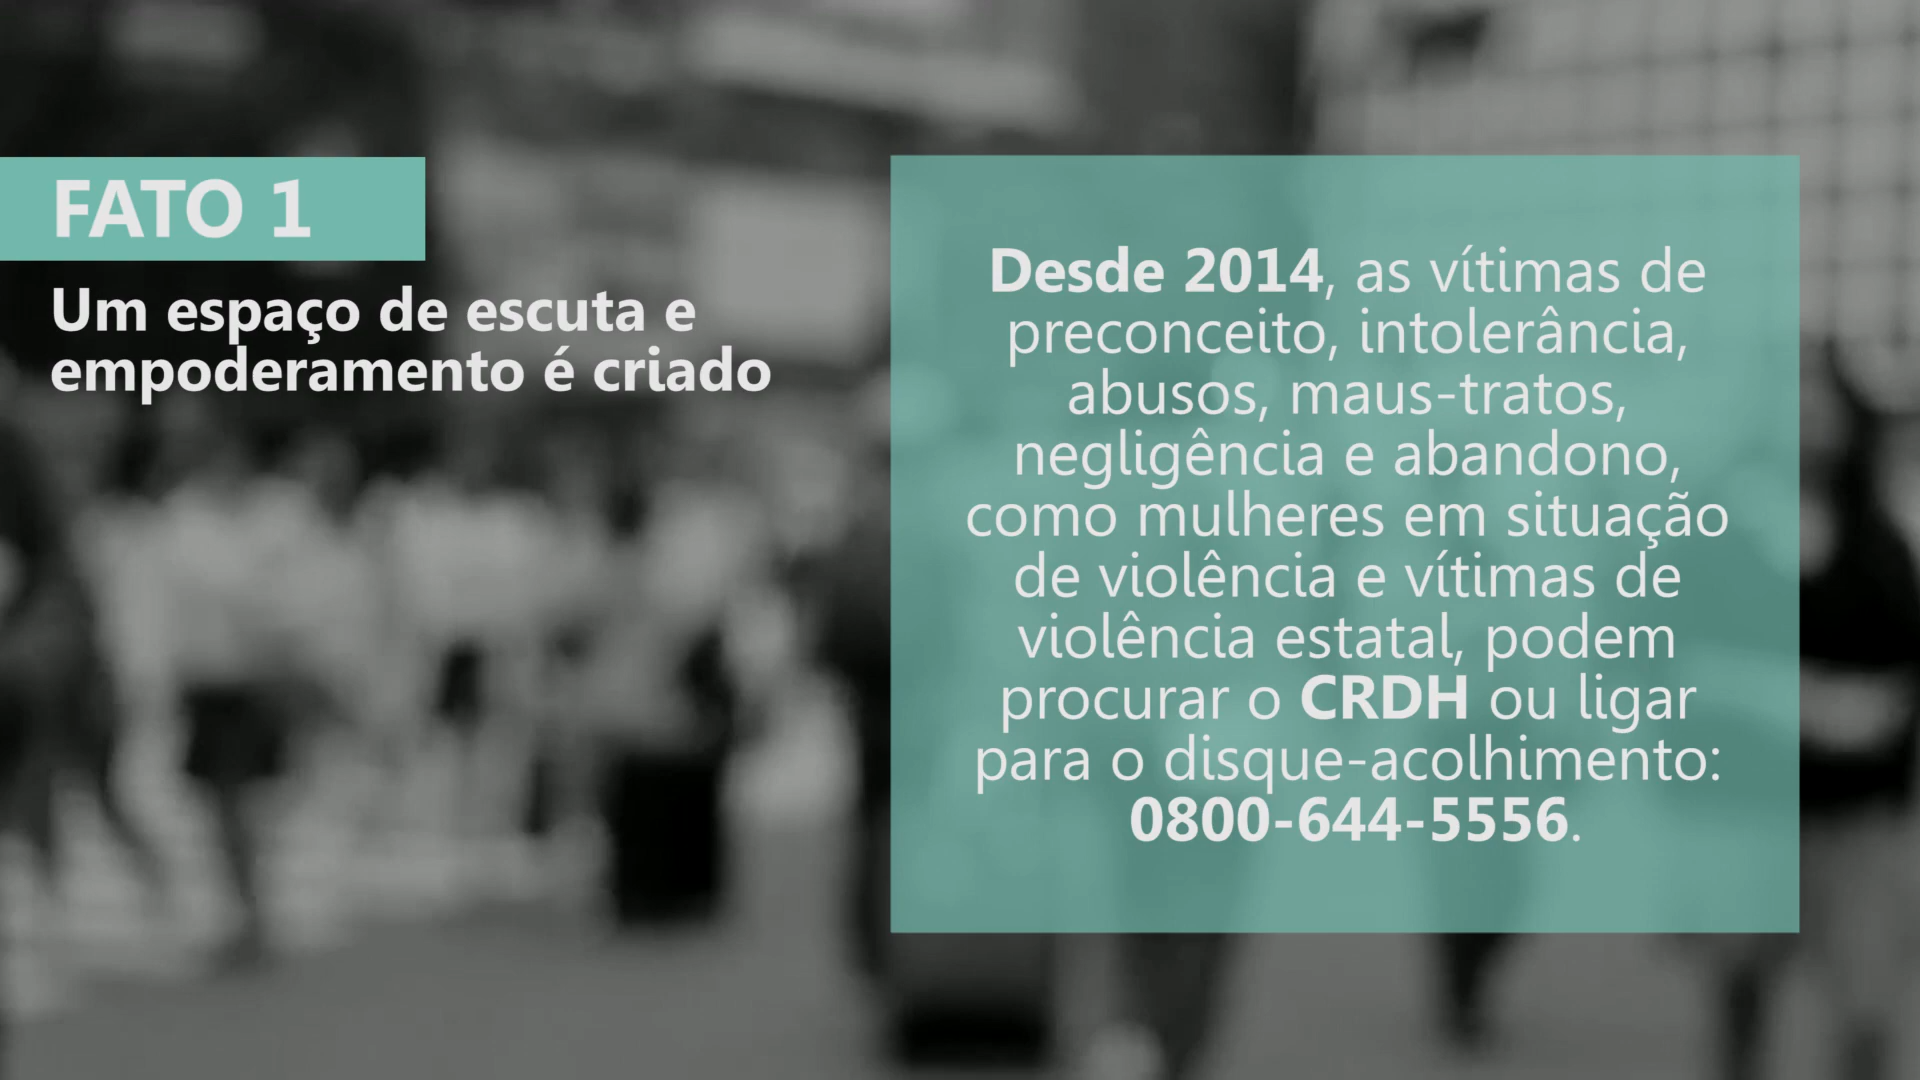 FATO 1
Um espaço de escuta e
empoderamento é criado
Desde 2014, as vítimas de
preconceito, intolerância,
abusos, maus-tratos,
negligência e abandono,
como mulheres em situação
de violência e vítimas de
violência estatal, podem
procurar o CRDH ou ligar
para o disque-acolhimento:
0800-644-5556.